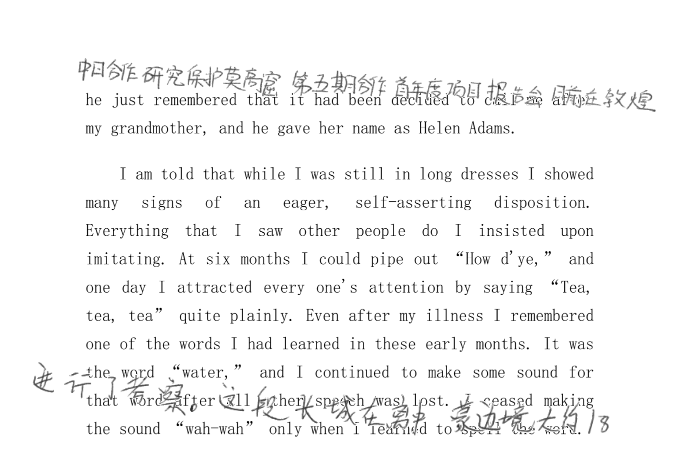 中日合作研究保护莫高窟第五期合作首年度项目报告会日前在敦煌
he just remembered that it had been decided to call me after
my grandmother, and he gave her name as Helen Adams.
I am told that while I was still in long dresses I showed
many signs of an eager, self-asserting disposition.
Everything that I saw other people do I insisted upon
imitating. At six months I could pipe out “How d'ye,” and
one day I attracted every one's attention by saying “Tea,
tea, tea” quite plainly. Even after my illness I remembered
one of the words I had learned in these early months. It was
the word “water,” and I continued to make some sound for
进行了考察。这段长城在离中蒙边境大约18
that word after all other speech was lost. I ceased making
the sound “wah-wah” only when I learned to spell the word.